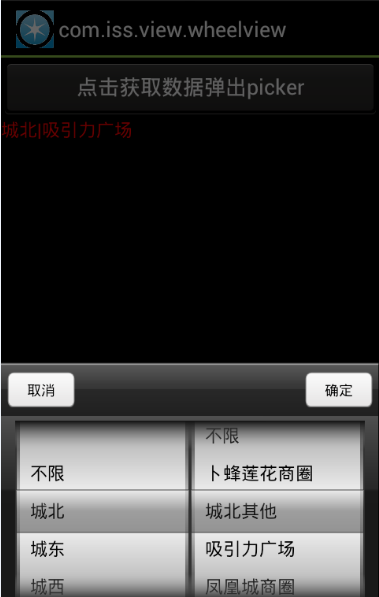 com.iss.view.wheelview
点击获取数据弹出picker
城北|吸引力广场
取消
确定
不限
不限
卜蜂莲花商圈
城北
城北其他
城东
吸引力广场
城西
凤凰城商圈